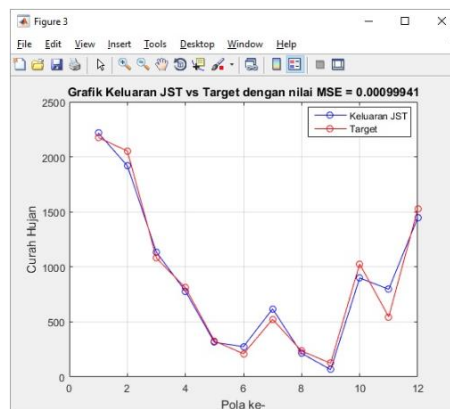 Figure 3
File Edit View Insert Tools Desktop Window Help
Grafik Keluaran JST vs Target dengan nilai MSE = 0.00099941
Keluaran JST
Target
2500
2000
1500
1000
500
0
Curah Hujan
0 2 4 6 8 10 12
Pola ke-